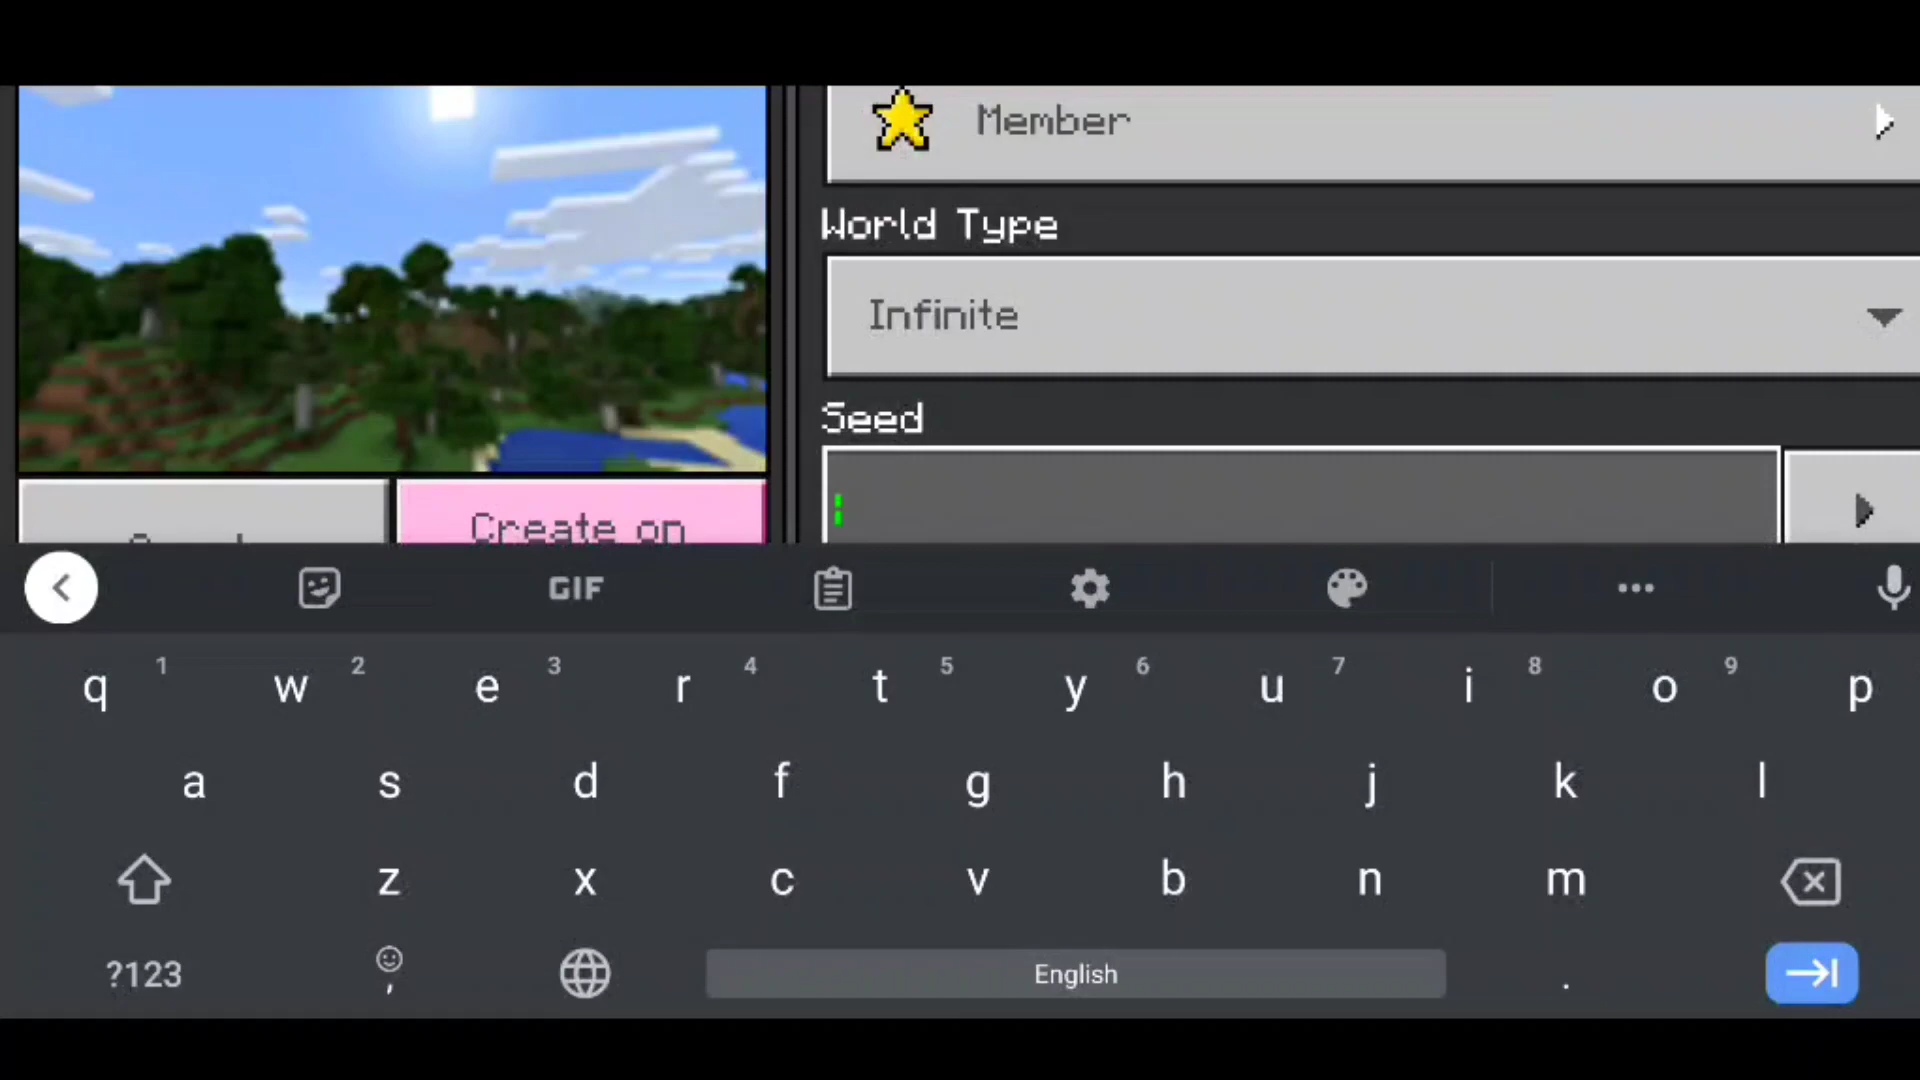 Member
World Type
Infinite
Seed
Create on
GIF
q 1 w 2 e 3 r 4 t 5 y 6 u 7 i 8 o 9 p
a s d f g h j k l
z x c v b n m
?123 , English .